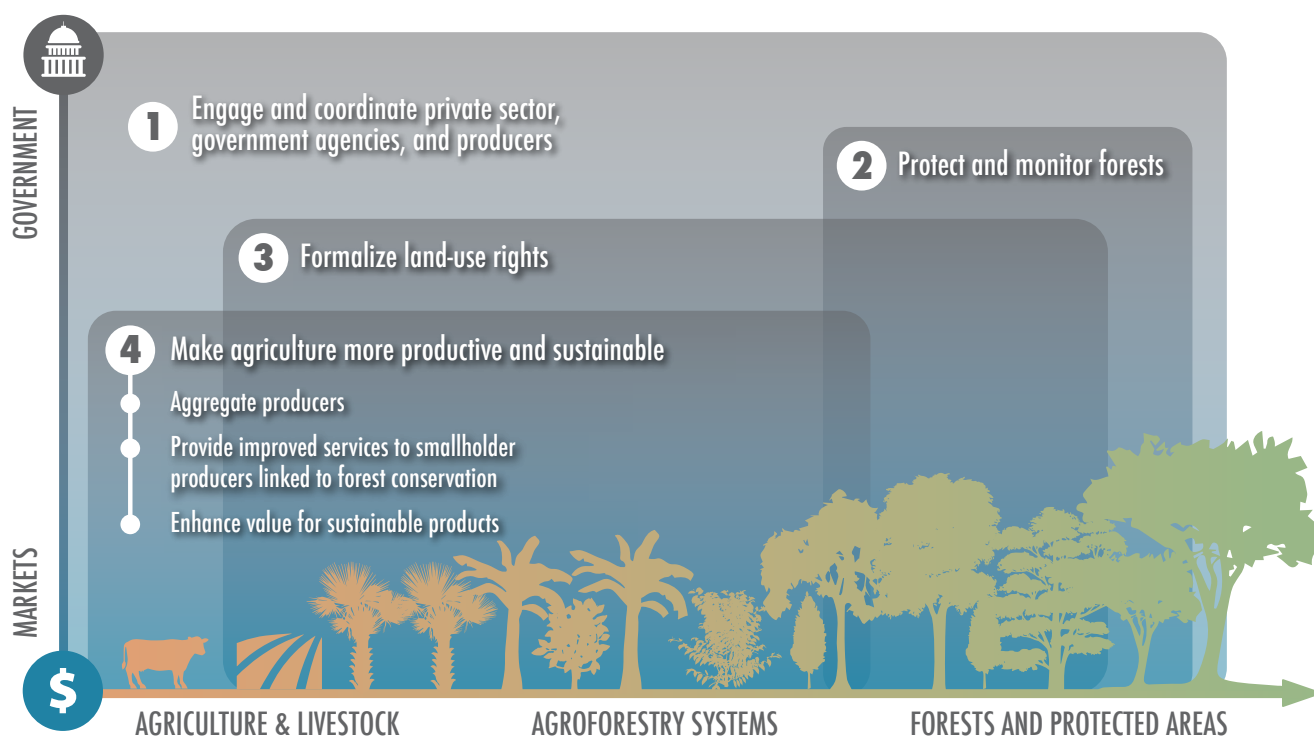 GOVERNMENT
1
Engage and coordinate private sector,
government agencies, and producers
2
Protect and monitor forests
3
Formalize land-use rights
4
Make agriculture more productive and sustainable
Aggregate producers
Provide improved services to smallholder
producers linked to forest conservation
Enhance value for sustainable products
MARKETS
$
AGRICULTURE & LIVESTOCK
AGROFORESTRY SYSTEMS
FORESTS AND PROTECTED AREAS